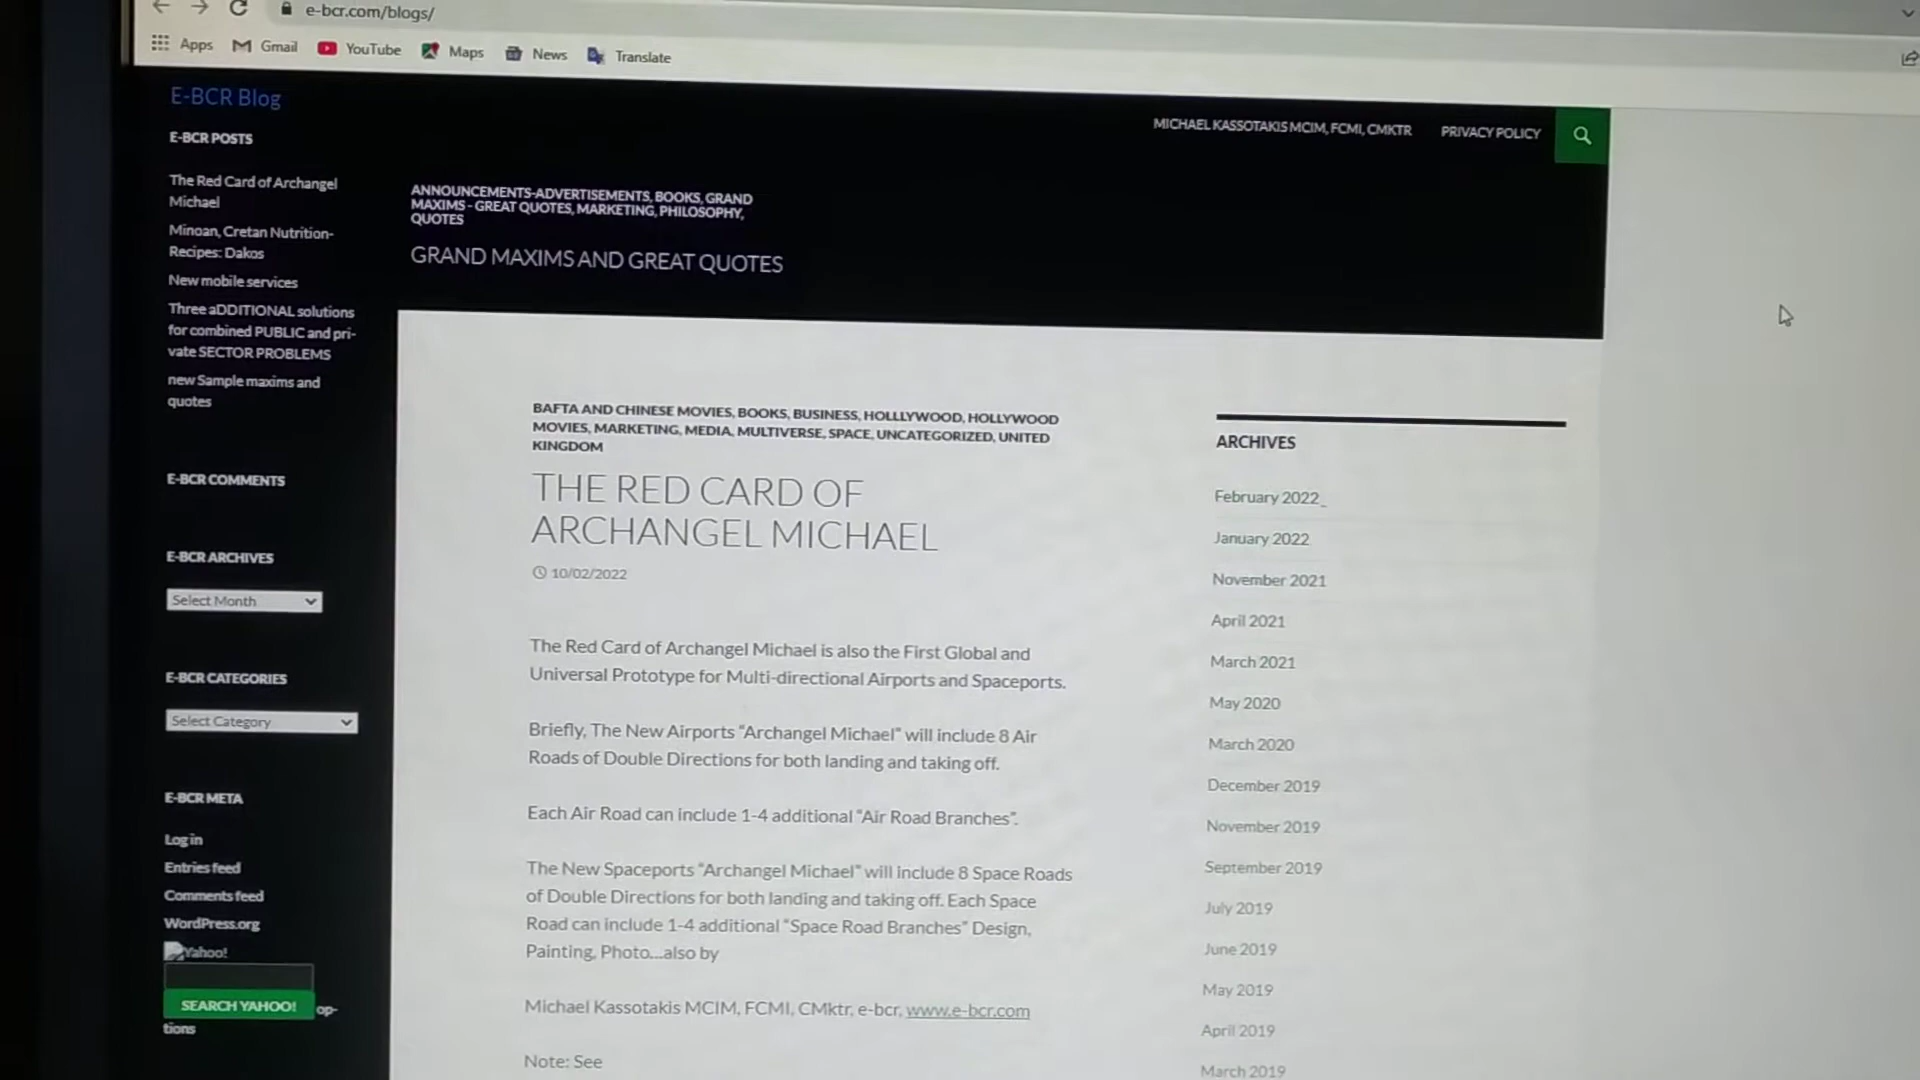 e-bcr.com/blogs/
Apps Gmail YouTube Maps News Translate
E-BCR Blog
E-BCR POSTS
The Red Card of Archangel
Michael
Minoan, Cretan Nutrition-
Recipes: Dakos
New mobile services
Three aDDITIONAL solutions
for combined PUBLIC and pri-
vate SECTOR PROBLEMS
new Sample maxims and
quotes
E-BCR COMMENTS
E-BCR ARCHIVES
Select Month
E-BCR CATEGORIES
Select Category
E-BCR META
Log in
Entries feed
Comments feed
WordPress.org
Yahoo!
SEARCH YAHOO! op-
tions
MICHAEL KASSOTAKIS MCIM, FCMI, CMKTR PRIVACY POLICY
ANNOUNCEMENTS-ADVERTISEMENTS, BOOKS, GRAND
MAXIMS - GREAT QUOTES, MARKETING, PHILOSOPHY,
QUOTES
GRAND MAXIMS AND GREAT QUOTES
BAFTA AND CHINESE MOVIES, BOOKS, BUSINESS, HOLLLYWOOD, HOLLYWOOD
MOVIES, MARKETING, MEDIA, MULTIVERSE, SPACE, UNCATEGORIZED, UNITED
KINGDOM
THE RED CARD OF
ARCHANGEL MICHAEL
10/02/2022
The Red Card of Archangel Michael is also the First Global and
Universal Prototype for Multi-directional Airports and Spaceports.
Briefly, The New Airports “Archangel Michael” will include 8 Air
Roads of Double Directions for both landing and taking off.
Each Air Road can include 1-4 additional “Air Road Branches”.
The New Spaceports “Archangel Michael” will include 8 Space Roads
of Double Directions for both landing and taking off. Each Space
Road can include 1-4 additional “Space Road Branches” Design,
Painting, Photo...also by
Michael Kassotakis MCIM, FCMI, CMktr, e-bcr, www.e-bcr.com
Note: See
ARCHIVES
February 2022_
January 2022
November 2021
April 2021
March 2021
May 2020
March 2020
December 2019
November 2019
September 2019
July 2019
June 2019
May 2019
April 2019
March 2019